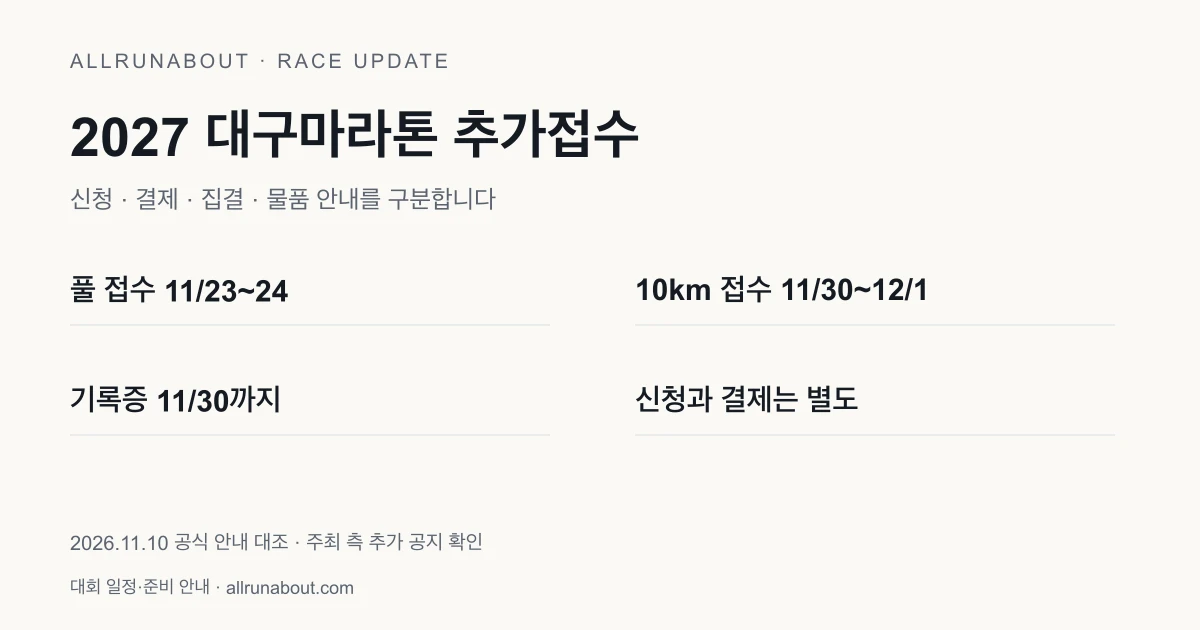 ALLRUNABOUT · RACE UPDATE
2027 대구마라톤 추가접수
신청 · 결제 · 집결 · 물품 안내를 구분합니다
풀 접수 11/23~24
10km 접수 11/30~12/1
기록증 11/30까지
신청과 결제는 별도
2026.11.10 공식 안내 대조 · 주최 측 추가 공지 확인
대회 일정·준비 안내 · allrunabout.com